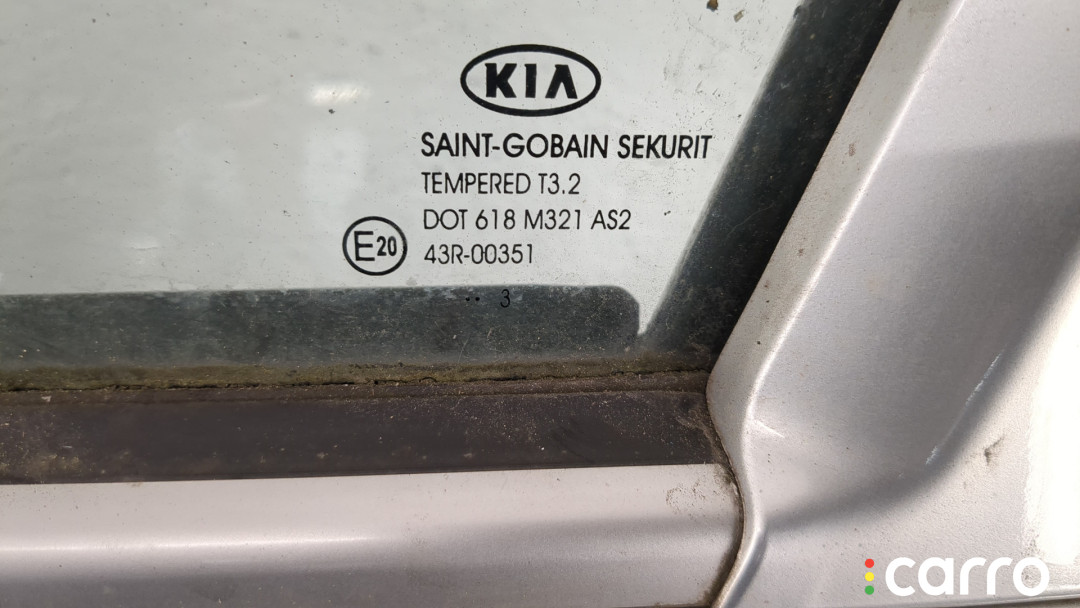 KIA
SAINT-GOBAIN SEKURIT
TEMPERED T3.2
DOT 618 M321 AS2
E20 43R-00351
.. 3
carro